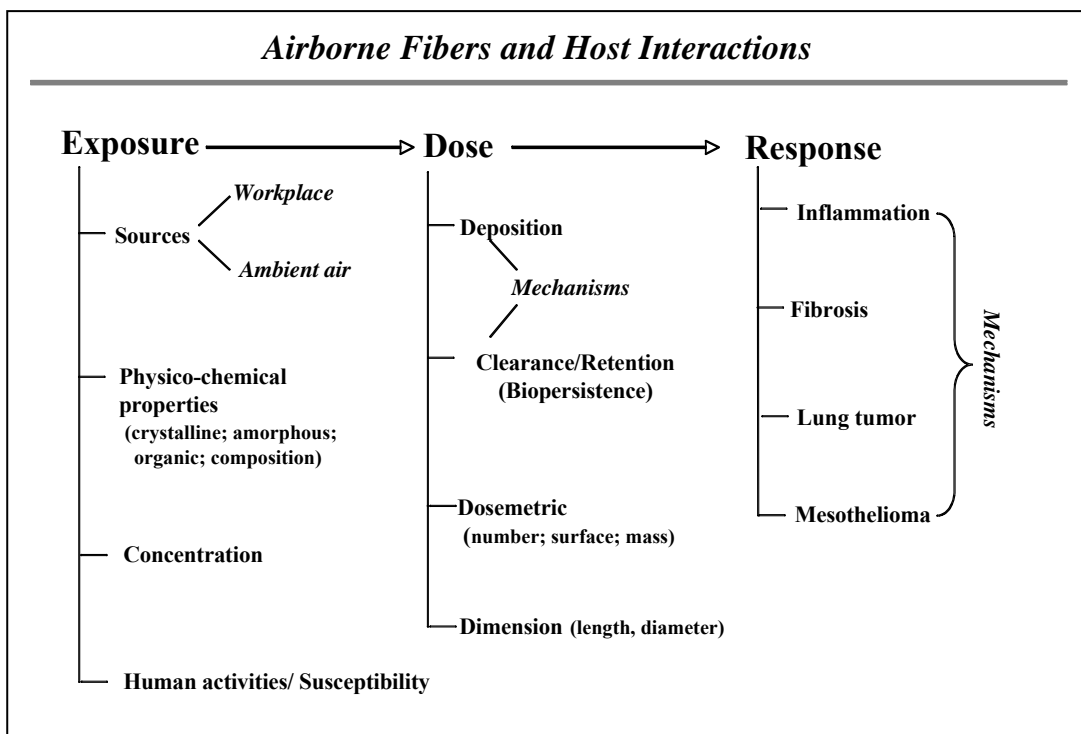 Airborne Fibers and Host Interactions
Exposure
Sources
Workplace
Ambient air
Physico-chemical
properties
(crystalline; amorphous;
organic; composition)
Concentration
Human activities/ Susceptibility
Dose
Deposition
Mechanisms
Clearance/Retention
(Biopersistence)
Dosemetric
(number; surface; mass)
Dimension (length, diameter)
Response
Inflammation
Fibrosis
Lung tumor
Mesothelioma
Mechanisms